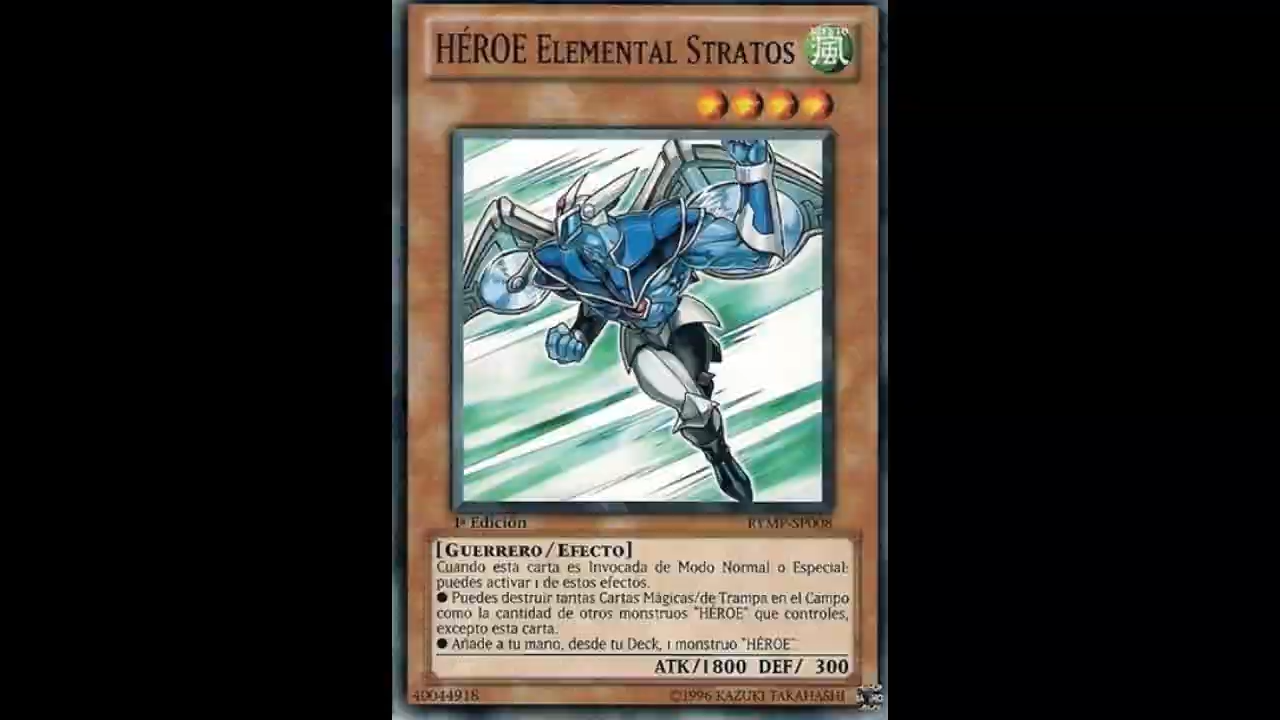 HÉROE ELEMENTAL STRATOS
風
1ª Edición
RYMP-SP008
[GUERRERO/EFECTO]
Cuando esta carta es Invocada de Modo Normal o Especial:
puedes activar 1 de estos efectos.
● Puedes destruir tantas Cartas Mágicas/de Trampa en el Campo
como la cantidad de otros monstruos "HÉROE" que controles,
excepto esta carta.
● Añade a tu mano, desde tu Deck, 1 monstruo "HÉROE".
ATK/1800 DEF/ 300
40044918
©1996 KAZUKI TAKAHASHI